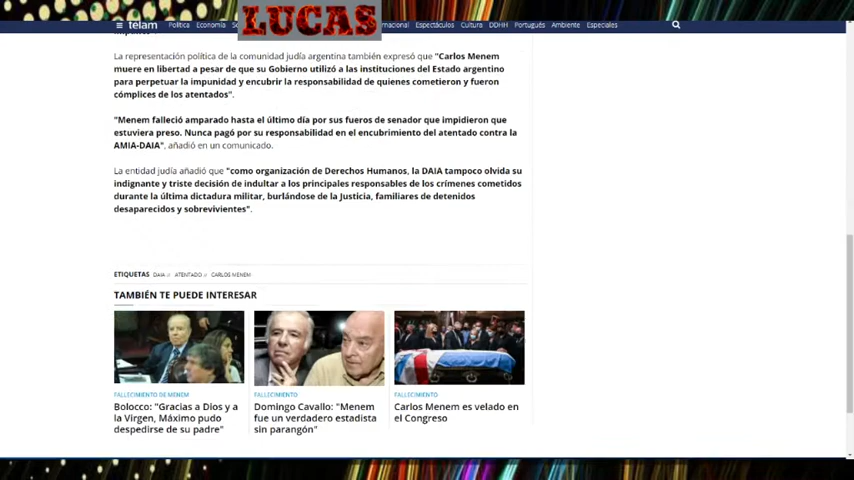 LUCAS
telam
Política
Economía
nacional
Espectáculos
Cultura
DDHH
Português
Ambiente
Especiales
La representación política de la comunidad judía argentina también expresó que "Carlos Menem
muere en libertad a pesar de que su Gobierno utilizó a las instituciones del Estado argentino
para perpetuar la impunidad y encubrir la responsabilidad de quienes cometieron y fueron
cómplices de los atentados".
"Menem falleció amparado hasta el último día por sus fueros de senador que impidieron que
estuviera preso. Nunca pagó por su responsabilidad en el encubrimiento del atentado contra la
AMIA-DAIA", añadió en un comunicado.
La entidad judía añadió que "como organización de Derechos Humanos, la DAIA tampoco olvida su
indignante y triste decisión de indultar a los principales responsables de los crímenes cometidos
durante la última dictadura militar, burlándose de la Justicia, familiares de detenidos
desaparecidos y sobrevivientes".
ETIQUETAS DAIA // ATENTADO // CARLOS MENEM
TAMBIÉN TE PUEDE INTERESAR
FALLECIMIENTO DE MENEM
Bolocco: "Gracias a Dios y a
la Virgen, Máximo pudo
despedirse de su padre"
FALLECIMIENTO
Domingo Cavallo: "Menem
fue un verdadero estadista
sin parangón"
FALLECIMIENTO
Carlos Menem es velado en
el Congreso